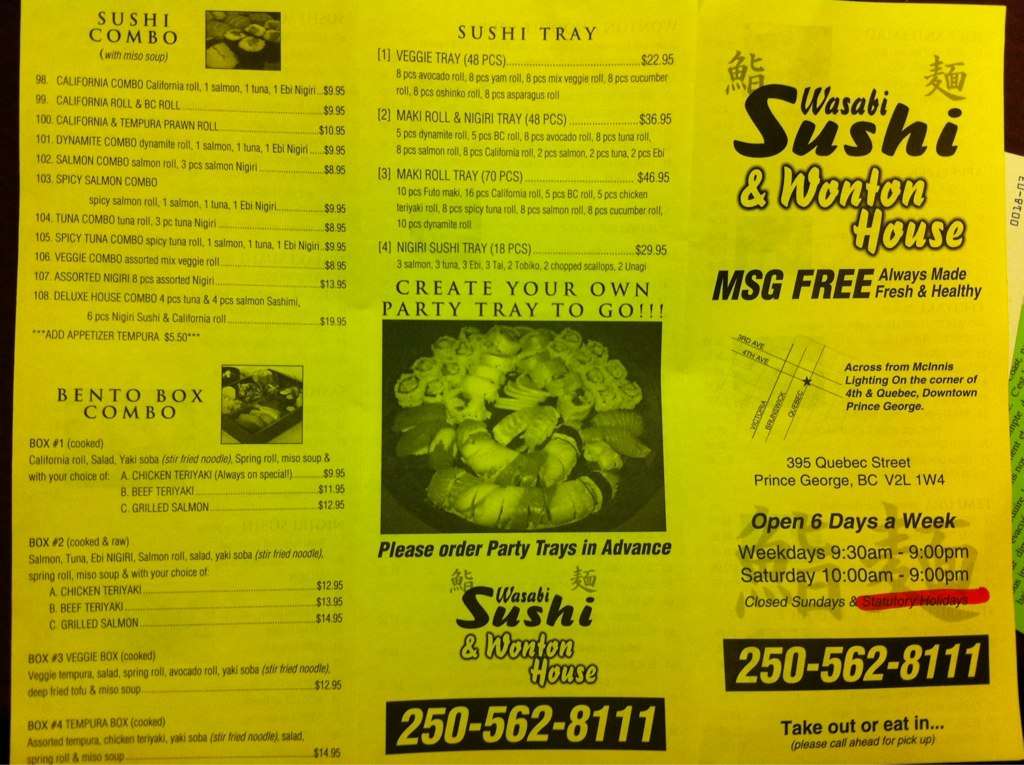 SUSHI
COMBO
(with miso soup)
98. CALIFORNIA COMBO California roll, 1 salmon, 1 tuna, 1 Ebi Nigiri...$9.95
99. CALIFORNIA ROLL & BC ROLL $9.95
100. CALIFORNIA & TEMPURA PRAWN ROLL $10.95
101. DYNAMITE COMBO dynamite roll, 1 salmon, 1 tuna, 1 Ebi Nigiri $9.95
102. SALMON COMBO salmon roll, 3 pcs salmon Nigiri $8.95
103. SPICY SALMON COMBO
spicy salmon roll, 1 salmon, 1 tuna, 1 Ebi Nigiri $9.95
104. TUNA COMBO tuna roll, 3 pc tuna Nigiri $8.95
105. SPICY TUNA COMBO spicy tuna roll, 1 salmon, 1 tuna, 1 Ebi Nigiri .$9.95
106. VEGGIE COMBO assorted mix veggie roll $8.95
107. ASSORTED NIGIRI 8 pcs assorted Nigiri $13.95
108. DELUXE HOUSE COMBO 4 pcs tuna & 4 pcs salmon Sashimi,
6 pcs Nigiri Sushi & California roll $19.95
***ADD APPETIZER TEMPURA $5.50***
BENTO BOX
COMBO
BOX #1 (cooked)
California roll, Salad, Yaki soba (stir fried noodle), Spring roll, miso soup &
with your choice of: A. CHICKEN TERIYAKI (Always on special!) $9.95
B. BEEF TERIYAKI $11.95
C. GRILLED SALMON $12.95
BOX #2 (cooked & raw)
Salmon, Tuna, Ebi NIGIRI, Salmon roll, salad, yaki soba (stir fried noodle),
spring roll, miso soup & with your choice of:
A. CHICKEN TERIYAKI $12.95
B. BEEF TERIYAKI $13.95
C. GRILLED SALMON $14.95
BOX #3 VEGGIE BOX (cooked)
Veggie tempura, salad, spring roll, avocado roll, yaki soba (stir fried noodle),
deep fried tofu & miso soup $12.95
BOX #4 TEMPURA BOX (cooked)
Assorted tempura, chicken teriyaki, yaki soba (stir fried noodle), salad,
spring roll & miso soup $14.95
SUSHI TRAY
[1] VEGGIE TRAY (48 PCS) $22.95
8 pcs avocado roll, 8 pcs yam roll, 8 pcs mix veggie roll, 8 pcs cucumber
roll, 8 pcs oshinko roll, 8 pcs asparagus roll
[2] MAKI ROLL & NIGIRI TRAY (48 PCS) $36.95
5 pcs dynamite roll, 5 pcs BC roll, 8 pcs avocado roll, 8 pcs tuna roll,
8 pcs salmon roll, 8 pcs California roll, 2 pcs salmon, 2 pcs tuna, 2 pcs Ebi
[3] MAKI ROLL TRAY (70 PCS) $46.95
10 pcs Futo maki, 16 pcs California roll, 5 pcs BC roll, 5 pcs chicken
teriyaki roll, 8 pcs spicy tuna roll, 8 pcs salmon roll, 8 pcs cucumber roll,
10 pcs dynamite roll
[4] NIGIRI SUSHI TRAY (18 PCS) $29.95
3 salmon, 3 tuna, 3 Ebi, 3 Tai, 2 Tobiko, 2 chopped scallops, 2 Unagi
CREATE YOUR OWN
PARTY TRAY TO GO!!!
Please order Party Trays in Advance
鮨 麺
Wasabi
Sushi
& Wonton
House
250-562-8111
鮨 麺
Wasabi
Sushi
& Wonton
House
MSG FREE Always Made
Fresh & Healthy
3RD AVE
4TH AVE
VICTORIA
BRUNSWICK
QUEBEC
Across from McInnis
Lighting On the corner of
4th & Quebec, Downtown
Prince George.
395 Quebec Street
Prince George, BC V2L 1W4
鮨 麺
Open 6 Days a Week
Weekdays 9:30am - 9:00pm
Saturday 10:00am - 9:00pm
Closed Sundays & Statutory Holidays
250-562-8111
Take out or eat in...
(please call ahead for pick up)